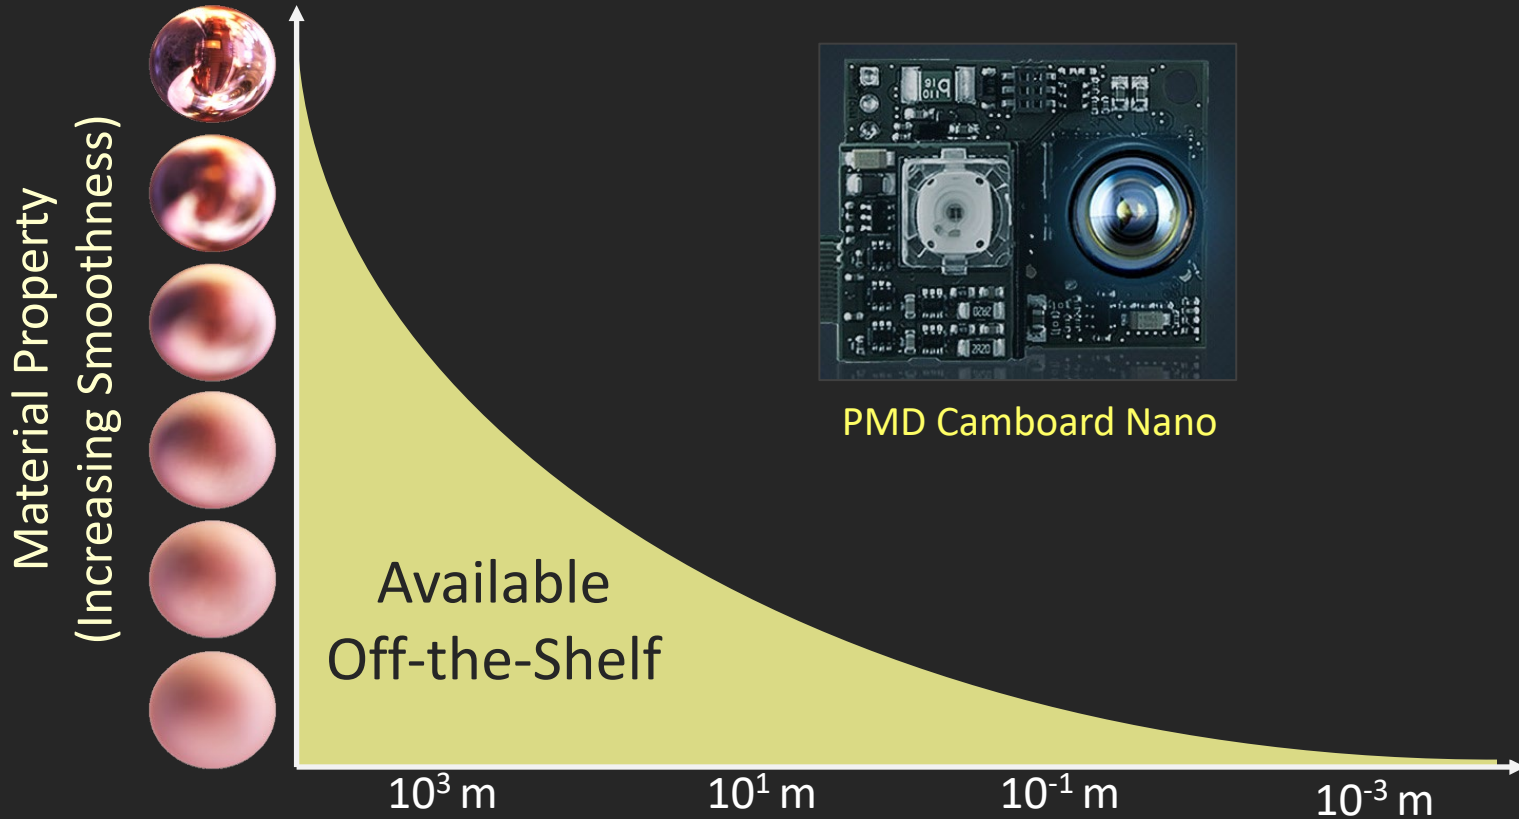 Material Property
(Increasing Smoothness)
PMD Camboard Nano
Available
Off-the-Shelf
10³ m
10¹ m
10⁻¹ m
10⁻³ m